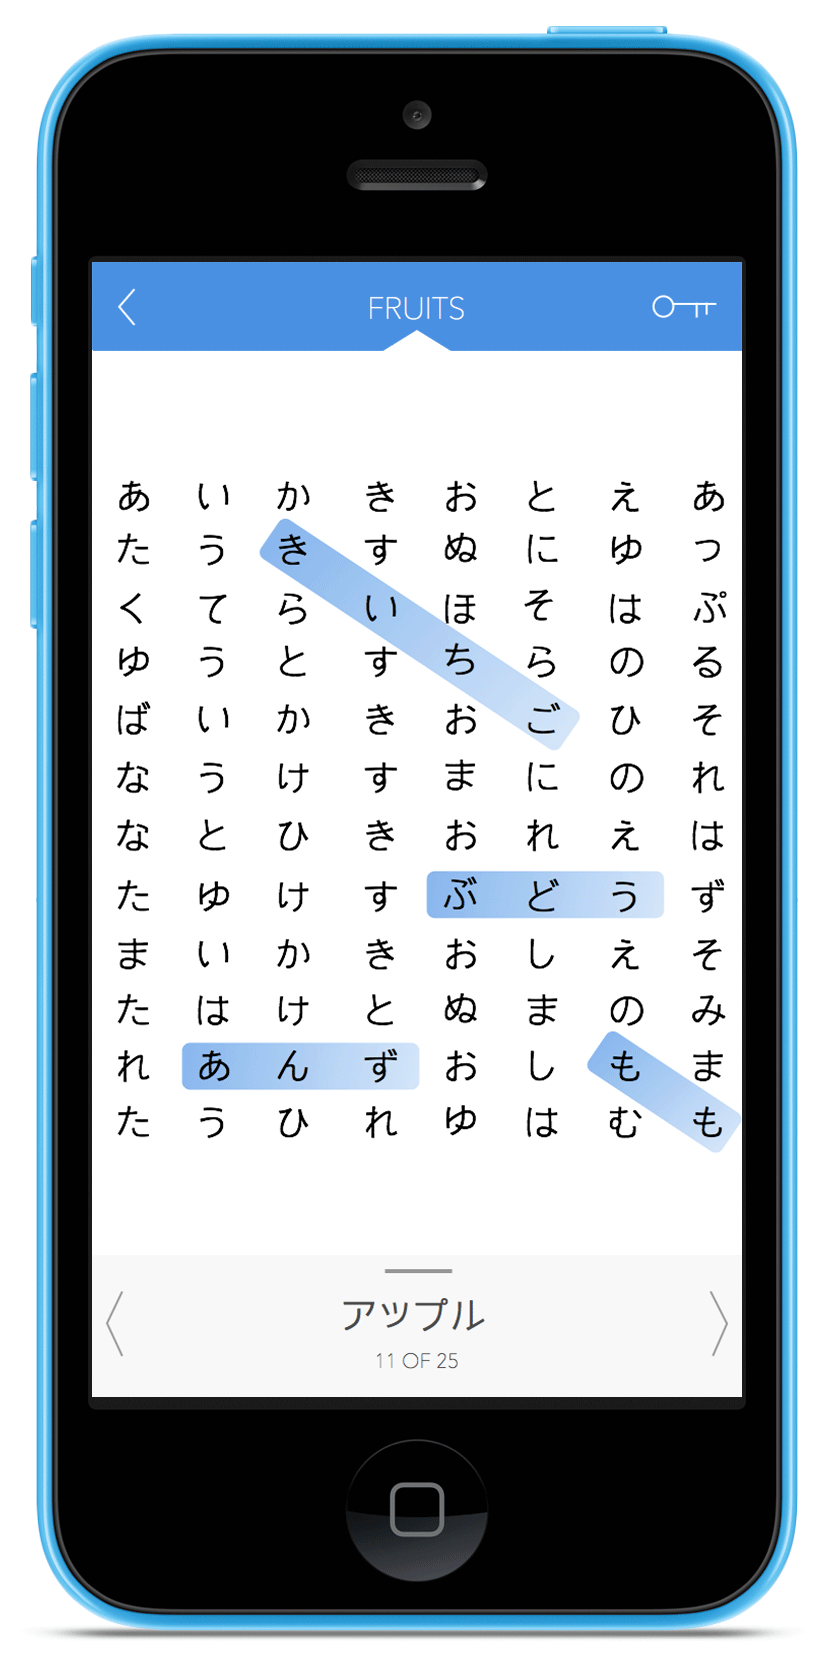 FRUITS
あ い か き お と え あ
た う き す ぬ に ゆ っ
く て ら い ほ そ は ぷ
ゆ う と す ち ら の る
ば い か き お ご ひ そ
な う け す ま に の れ
な と ひ き お れ え は
た ゆ け す ぶ ど う ず
ま い か き お し え そ
た は け と ぬ ま の み
れ あ ん ず お し も ま
た う ひ れ ゆ は む も
アップル
11 OF 25